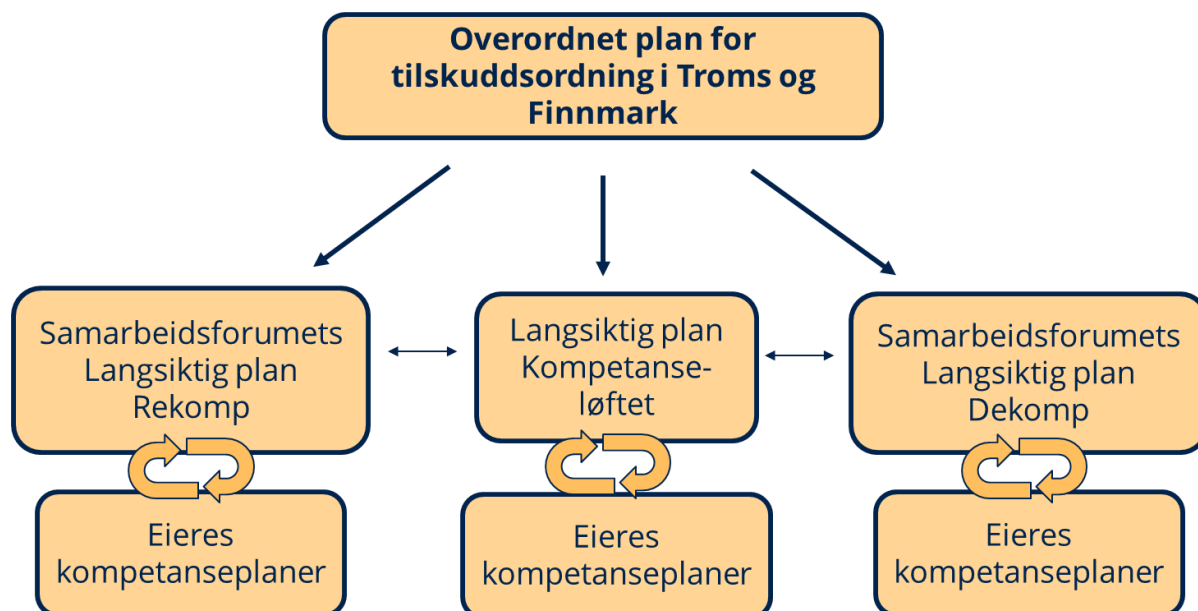 Overordnet plan for
tilskuddsordning i Troms og
Finnmark
Samarbeidsforumets
Langsiktig plan
Rekomp
Langsiktig plan
Kompetanse-
løftet
Samarbeidsforumets
Langsiktig plan
Dekomp
Eieres
kompetanseplaner
Eieres
kompetanseplaner
Eieres
kompetanseplaner